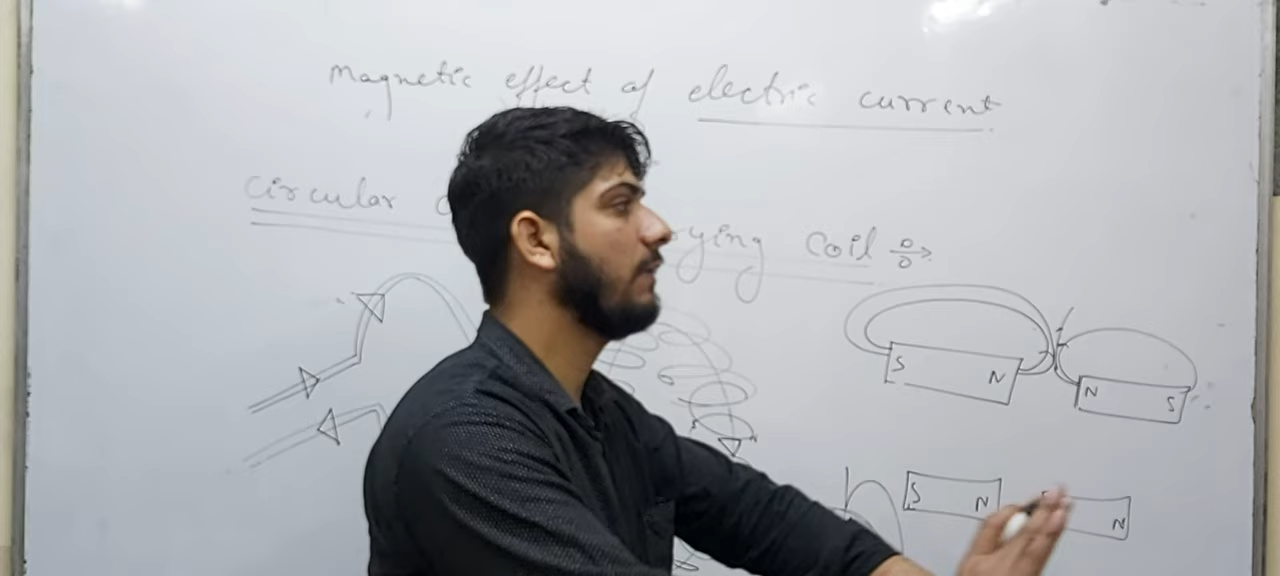 magnetic effect of electric current
circular
ying Coil
S N
N S
S N
N